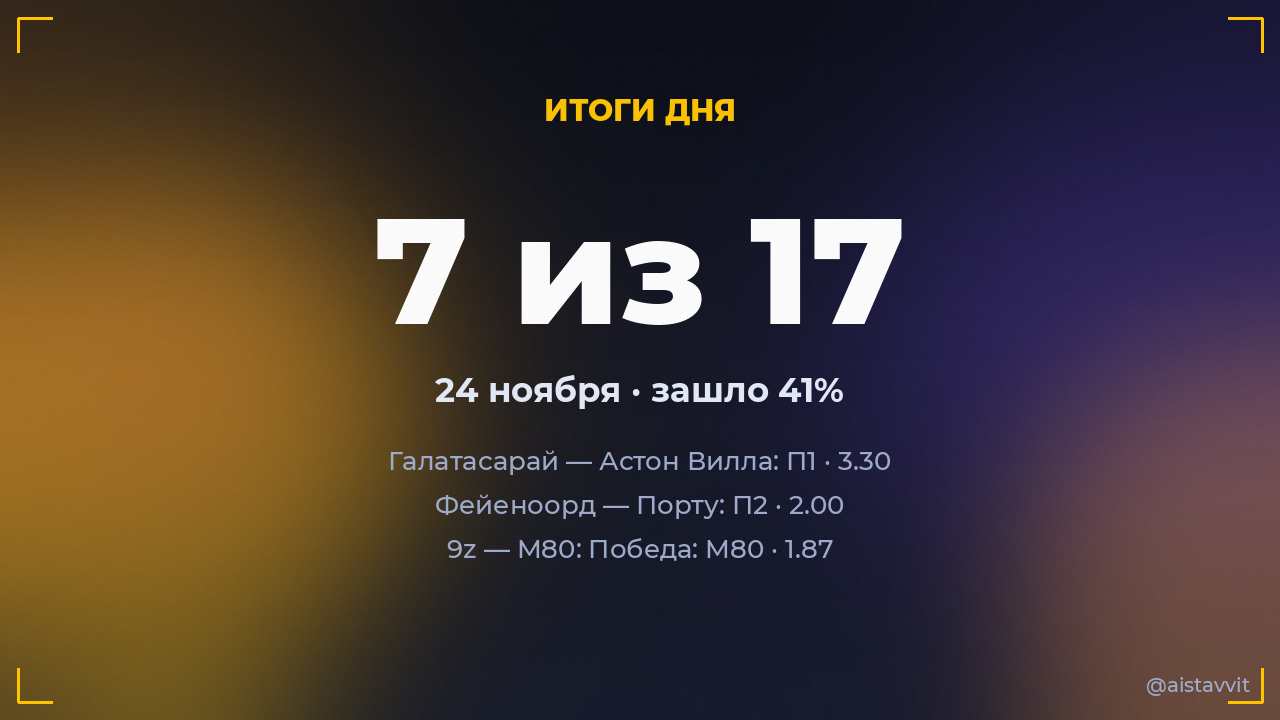 ИТОГИ ДНЯ
7 из 17
24 ноября · зашло 41%
Галатасарай — Астон Вилла: П1 · 3.30
Фейеноорд — Порту: П2 · 2.00
9z — M80: Победа: M80 · 1.87
@aistavvit